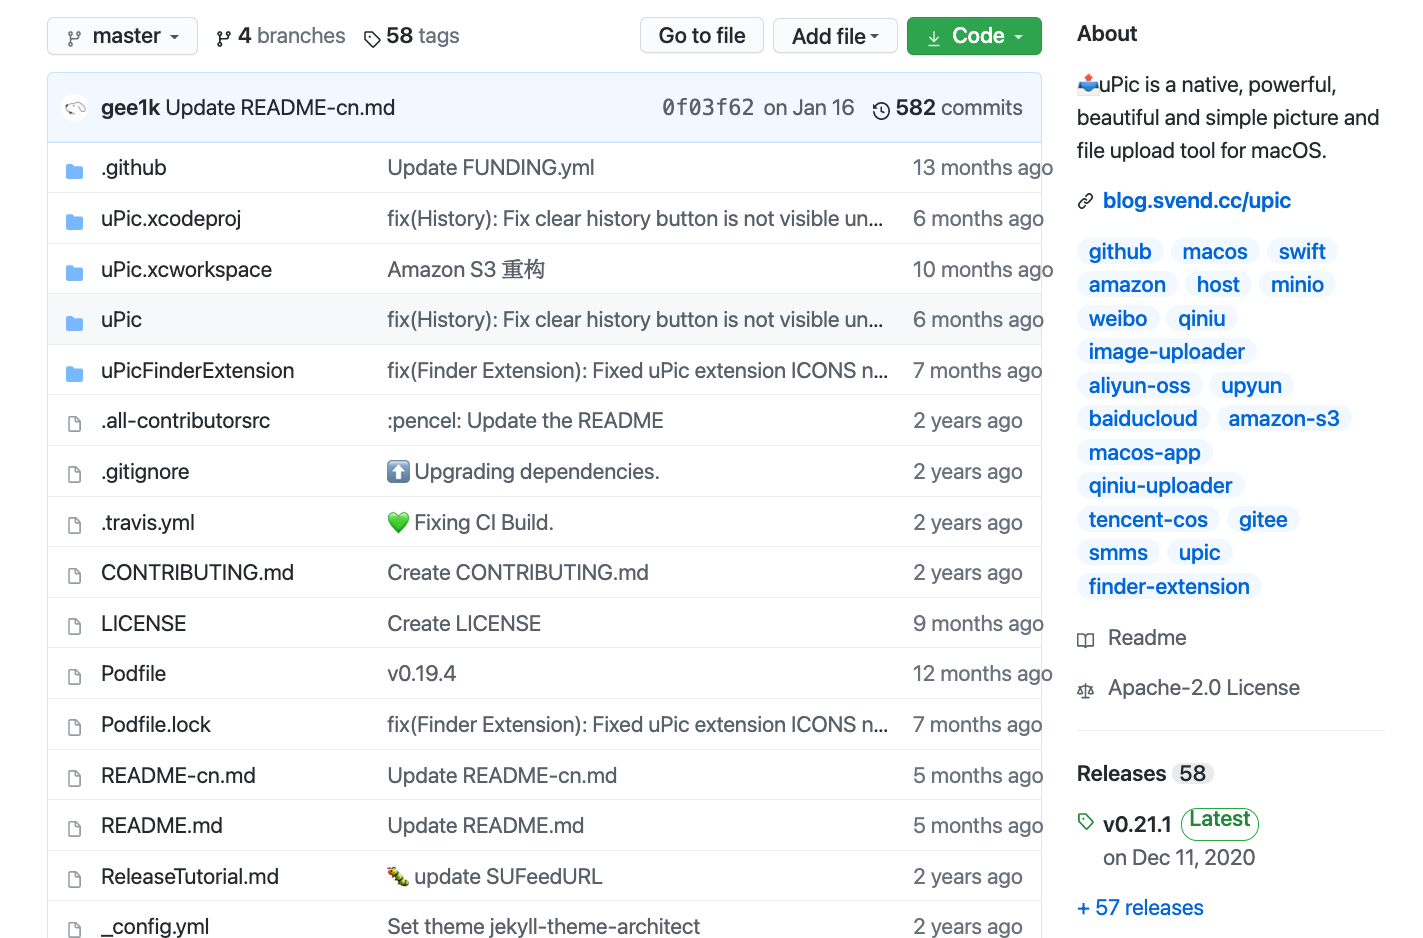 master
4 branches
58 tags
Go to file
Add file
Code
gee1k Update README-cn.md
0f03f62 on Jan 16
582 commits
.github Update FUNDING.yml 13 months ago
uPic.xcodeproj fix(History): Fix clear history button is not visible un... 6 months ago
uPic.xcworkspace Amazon S3 重构 10 months ago
uPic fix(History): Fix clear history button is not visible un... 6 months ago
uPicFinderExtension fix(Finder Extension): Fixed uPic extension ICONS n... 7 months ago
.all-contributorsrc :pencel: Update the README 2 years ago
.gitignore ⬆️ Upgrading dependencies. 2 years ago
.travis.yml 💚 Fixing CI Build. 2 years ago
CONTRIBUTING.md Create CONTRIBUTING.md 2 years ago
LICENSE Create LICENSE 9 months ago
Podfile v0.19.4 12 months ago
Podfile.lock fix(Finder Extension): Fixed uPic extension ICONS n... 7 months ago
README-cn.md Update README-cn.md 5 months ago
README.md Update README.md 5 months ago
ReleaseTutorial.md 🐛 update SUFeedURL 2 years ago
_config.yml Set theme jekyll-theme-architect 2 years ago
About
📤uPic is a native, powerful,
beautiful and simple picture and
file upload tool for macOS.
blog.svend.cc/upic
github macos swift
amazon host minio
weibo qiniu
image-uploader
aliyun-oss upyun
baiducloud amazon-s3
macos-app
qiniu-uploader
tencent-cos gitee
smms upic
finder-extension
Readme
Apache-2.0 License
Releases 58
v0.21.1 Latest
on Dec 11, 2020
+ 57 releases